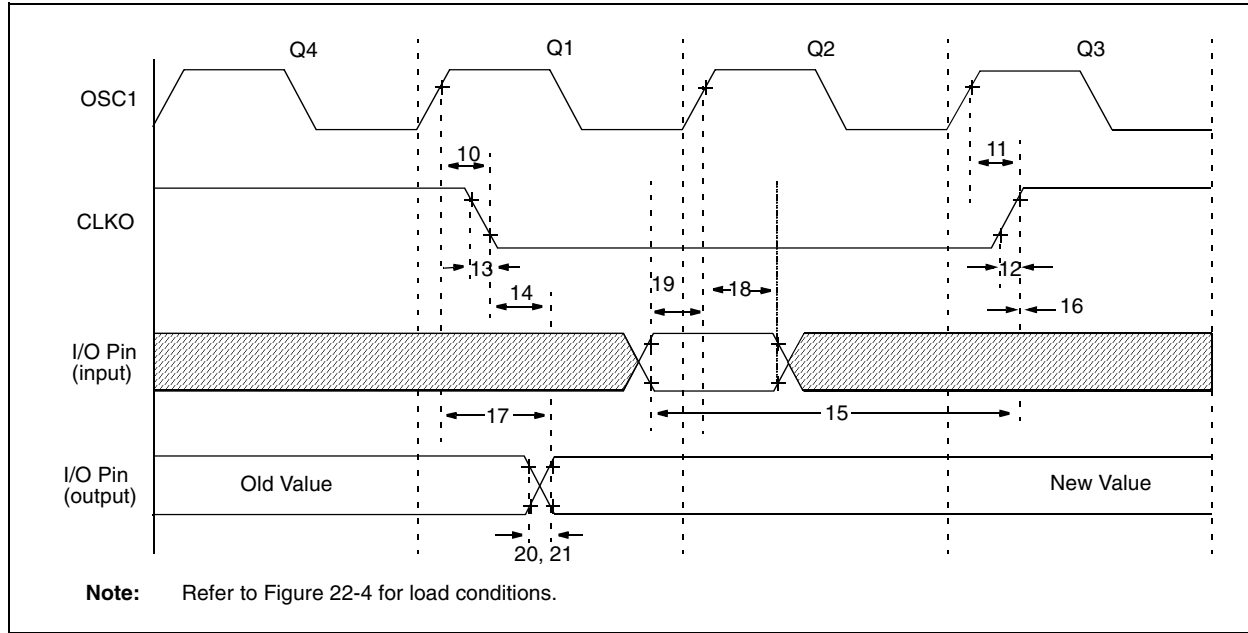 Q4 Q1 Q2 Q3
OSC1
10 11
CLKO
13 12
14 19 18 16
I/O Pin
(input)
17 15
I/O Pin
(output)
Old Value New Value
20, 21
Note: Refer to Figure 22-4 for load conditions.